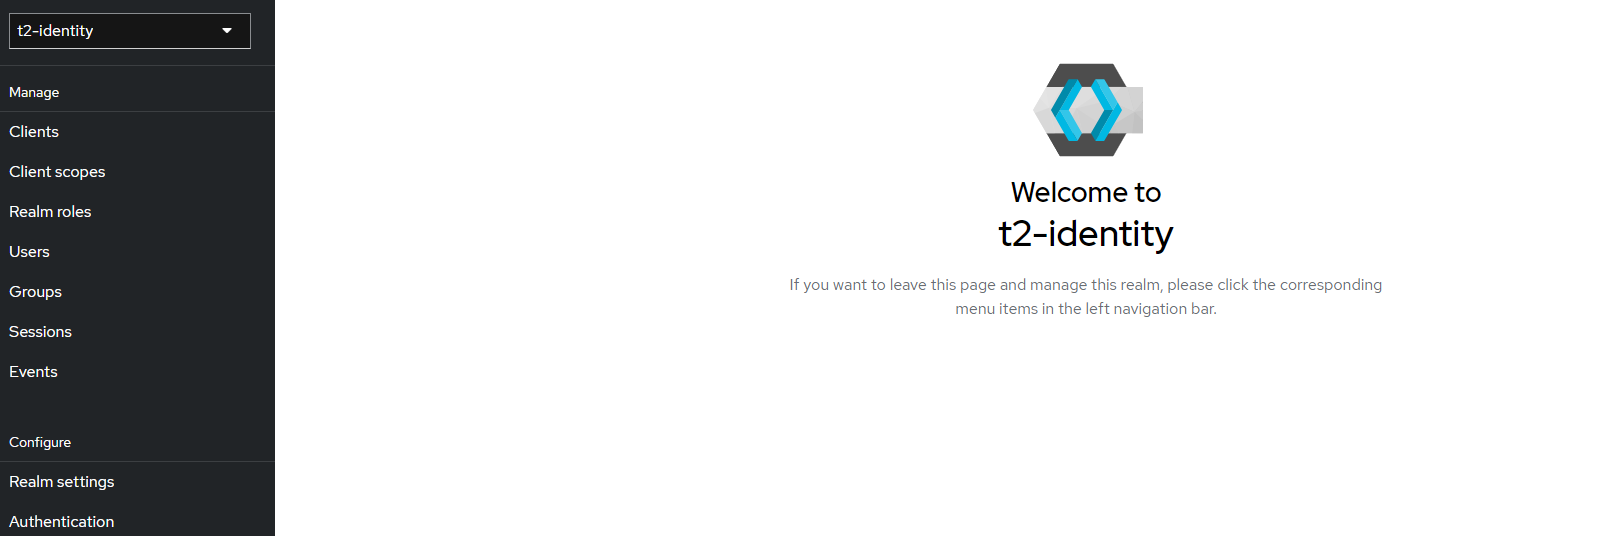 t2-identity
Manage
Clients
Client scopes
Realm roles
Users
Groups
Sessions
Events
Configure
Realm settings
Authentication
Welcome to
t2-identity
If you want to leave this page and manage this realm, please click the corresponding
menu items in the left navigation bar.